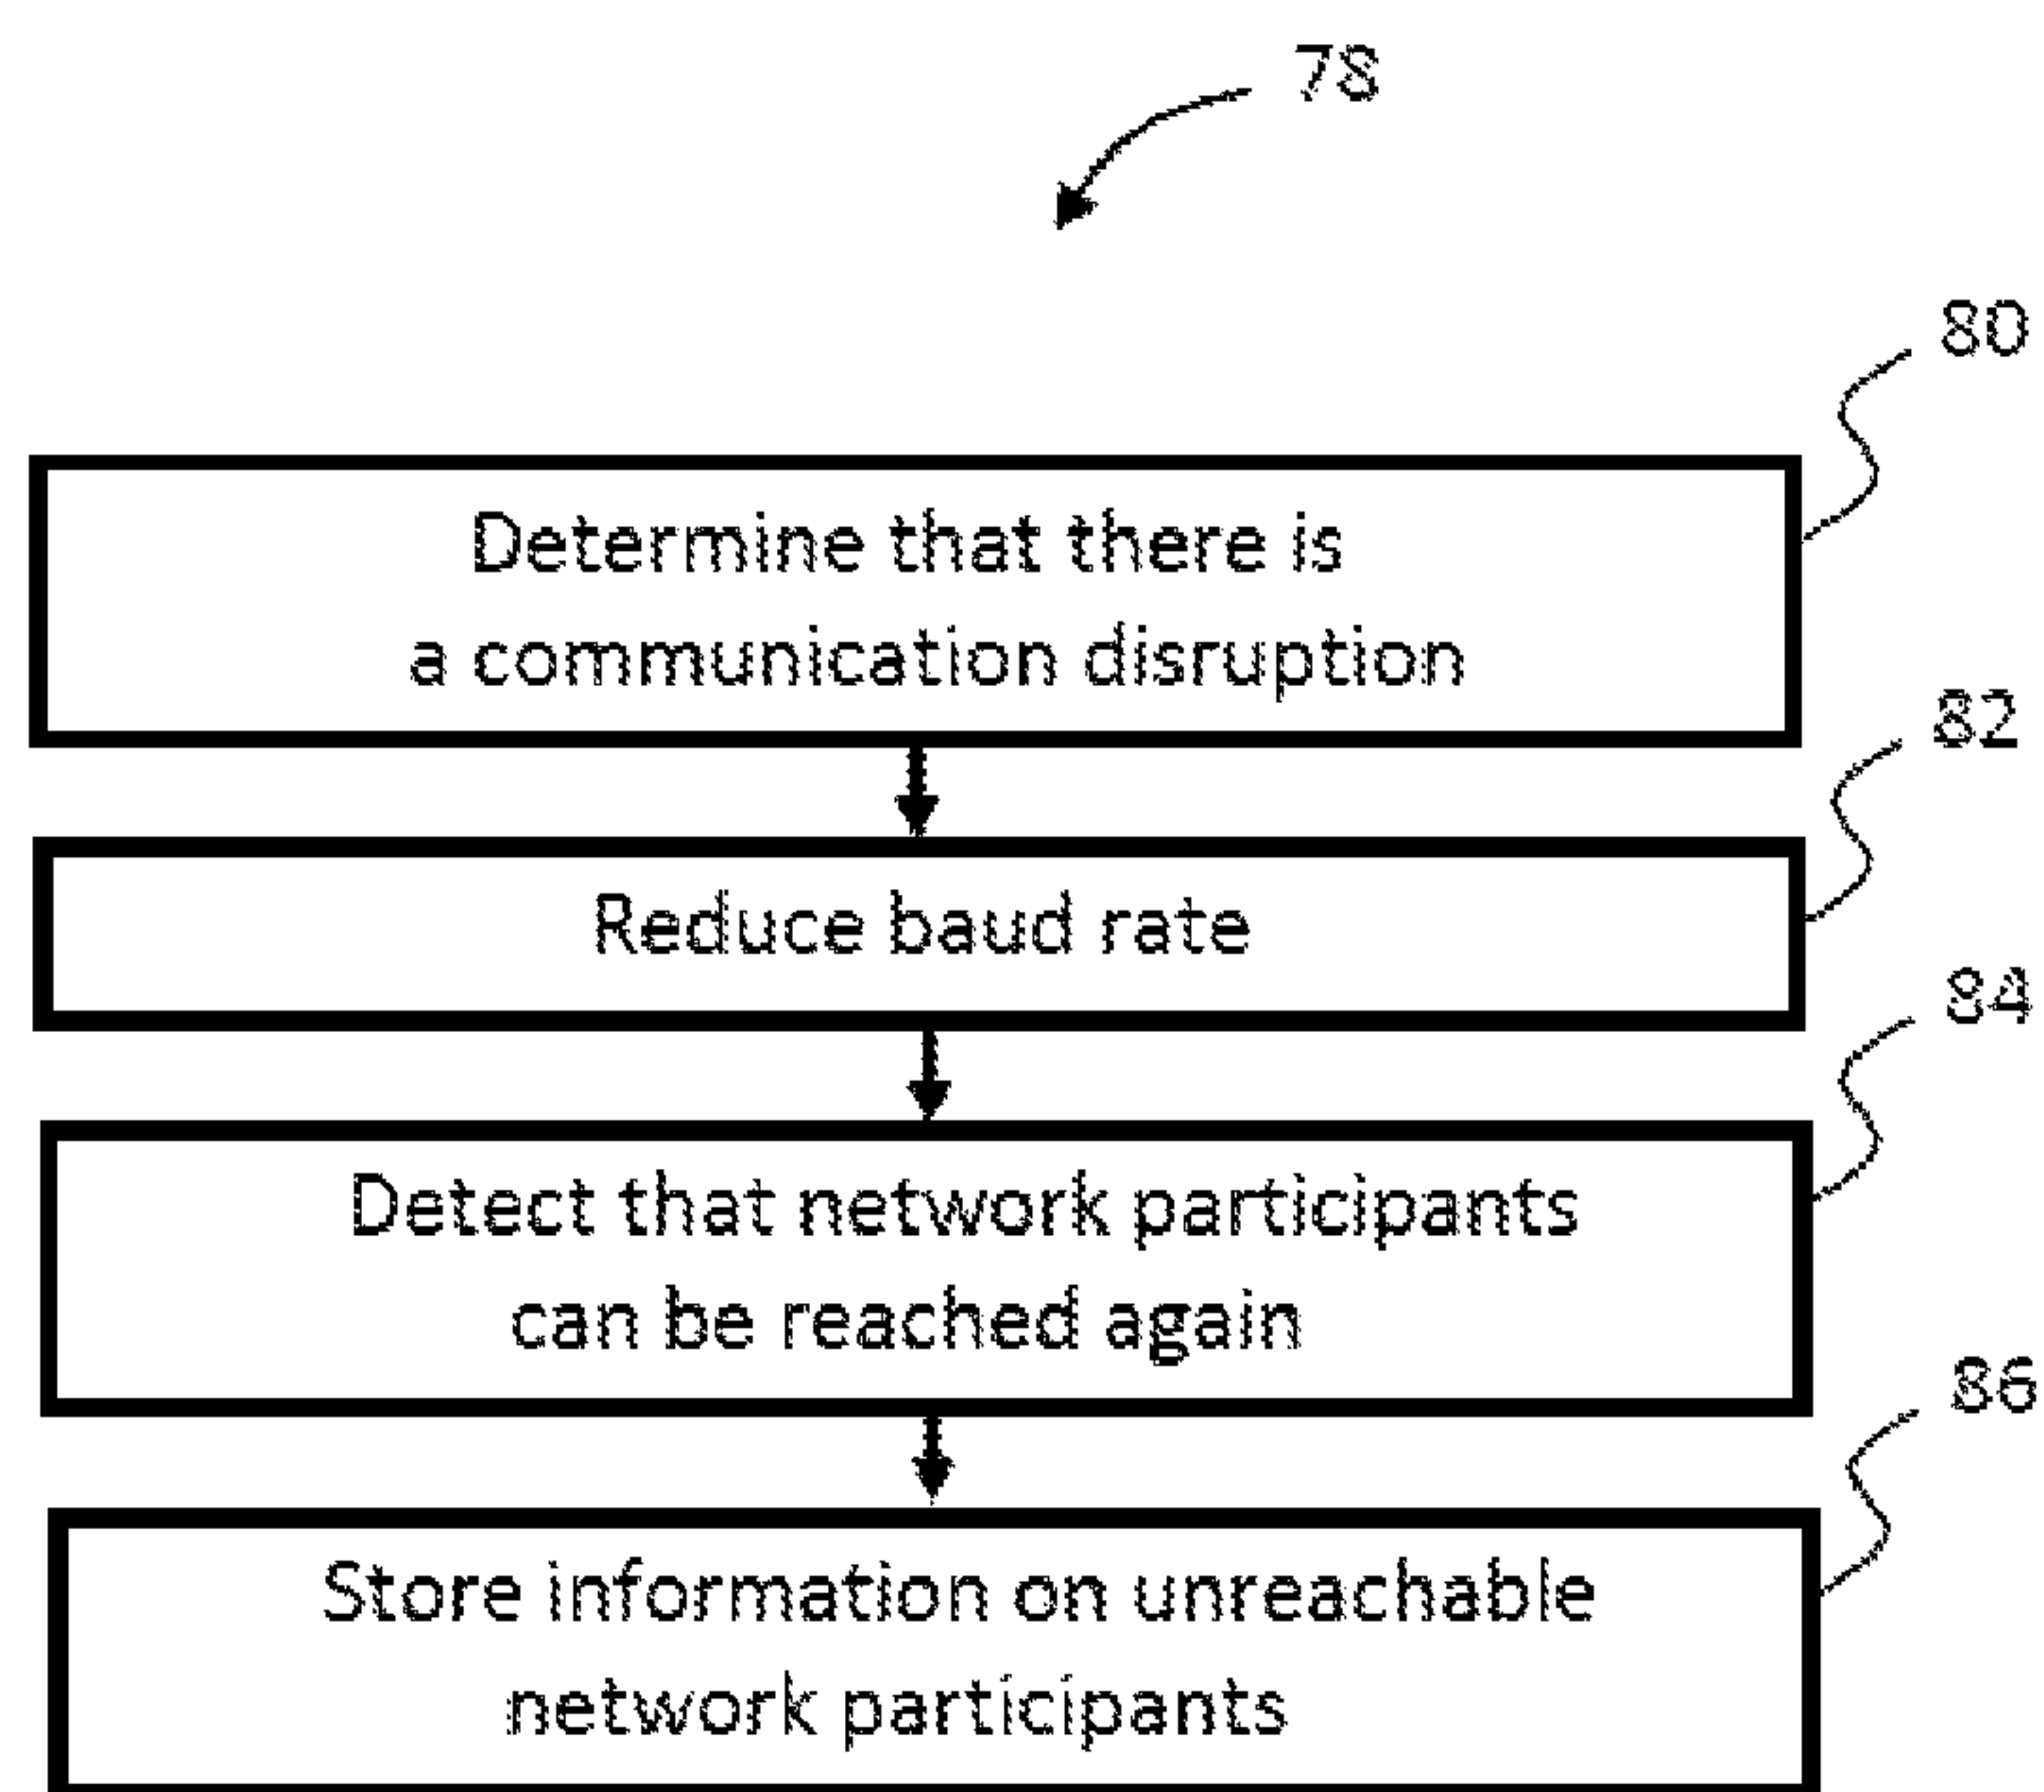 78
80
Determine that there is
a communication disruption
82
Reduce baud rate
84
Detect that network participants
can be reached again
86
Store information on unreachable
network participants